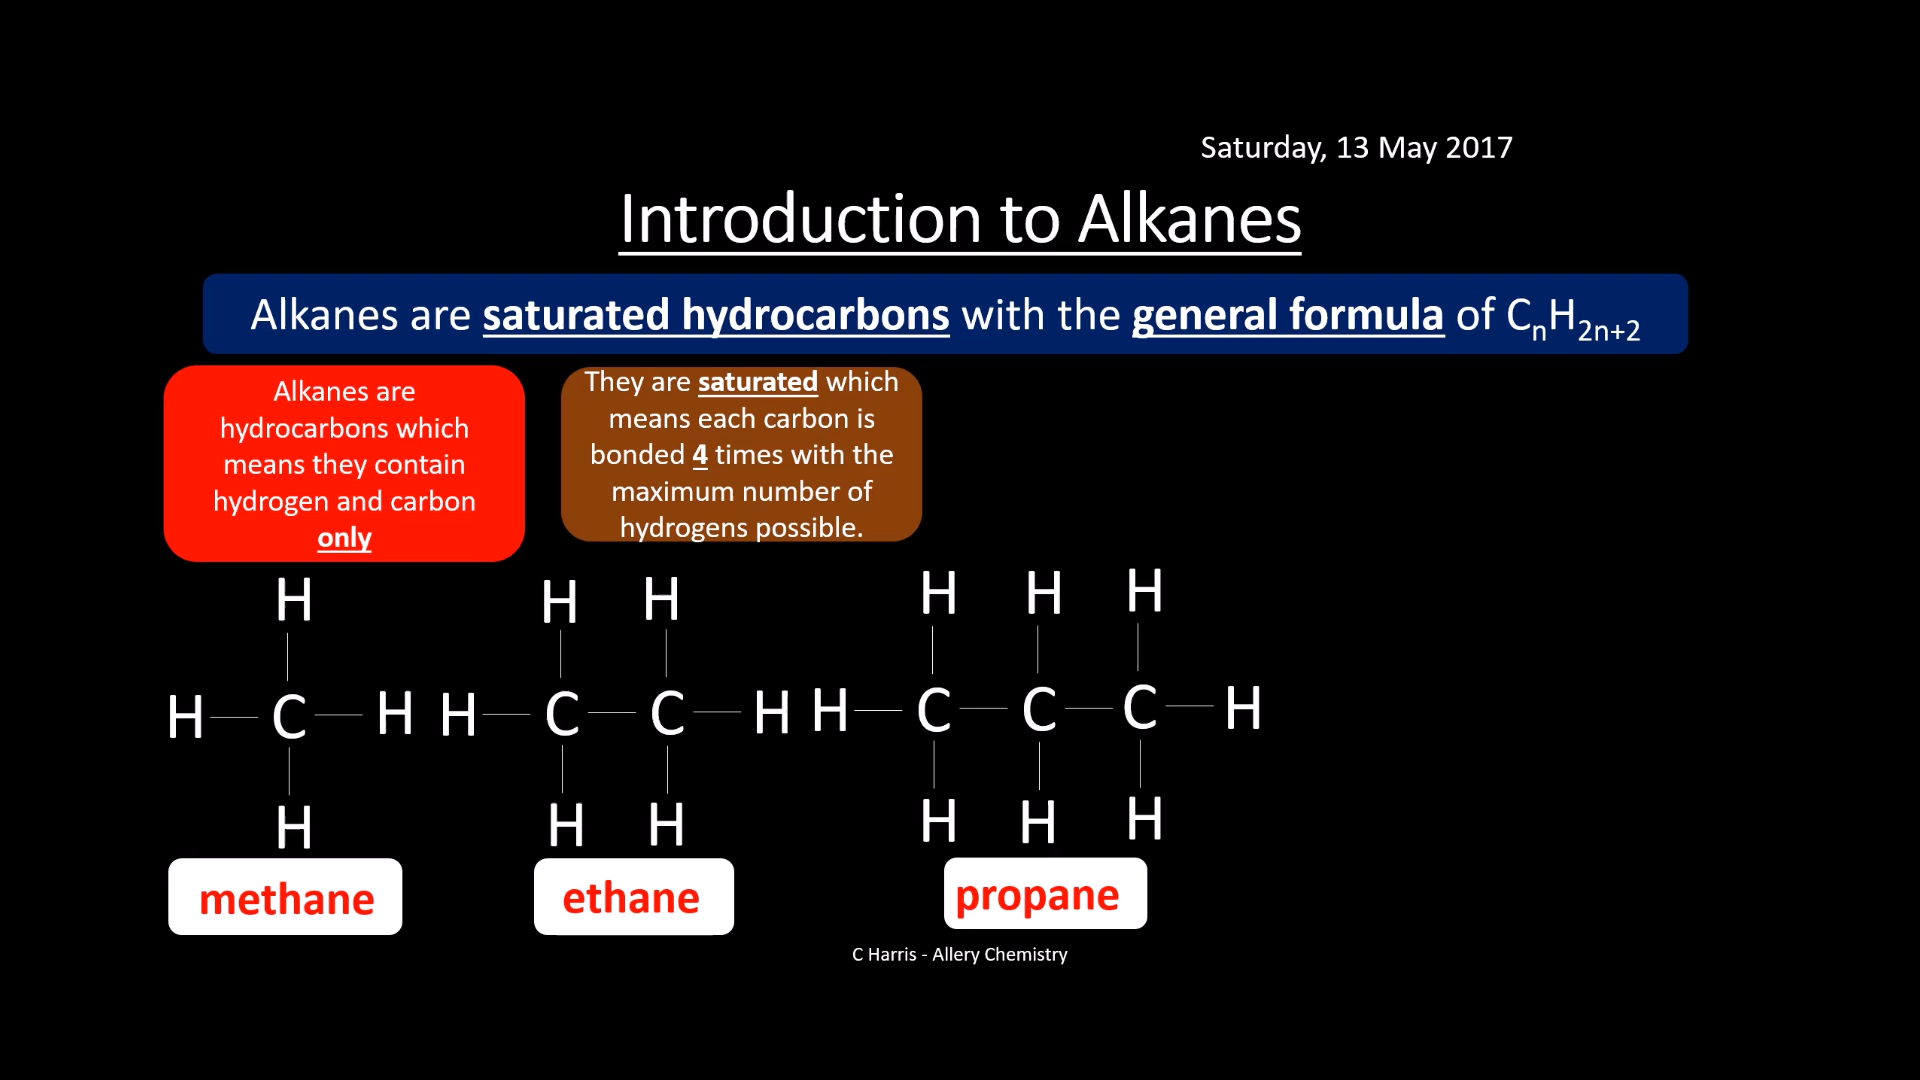 Saturday, 13 May 2017
Introduction to Alkanes
Alkanes are saturated hydrocarbons with the general formula of CnH2n+2
Alkanes are
hydrocarbons which
means they contain
hydrogen and carbon
only
They are saturated which
means each carbon is
bonded 4 times with the
maximum number of
hydrogens possible.
H
H C H
H
methane
H H
H C C H
H H
ethane
H H H
H C C C H
H H H
propane
C Harris - Allery Chemistry